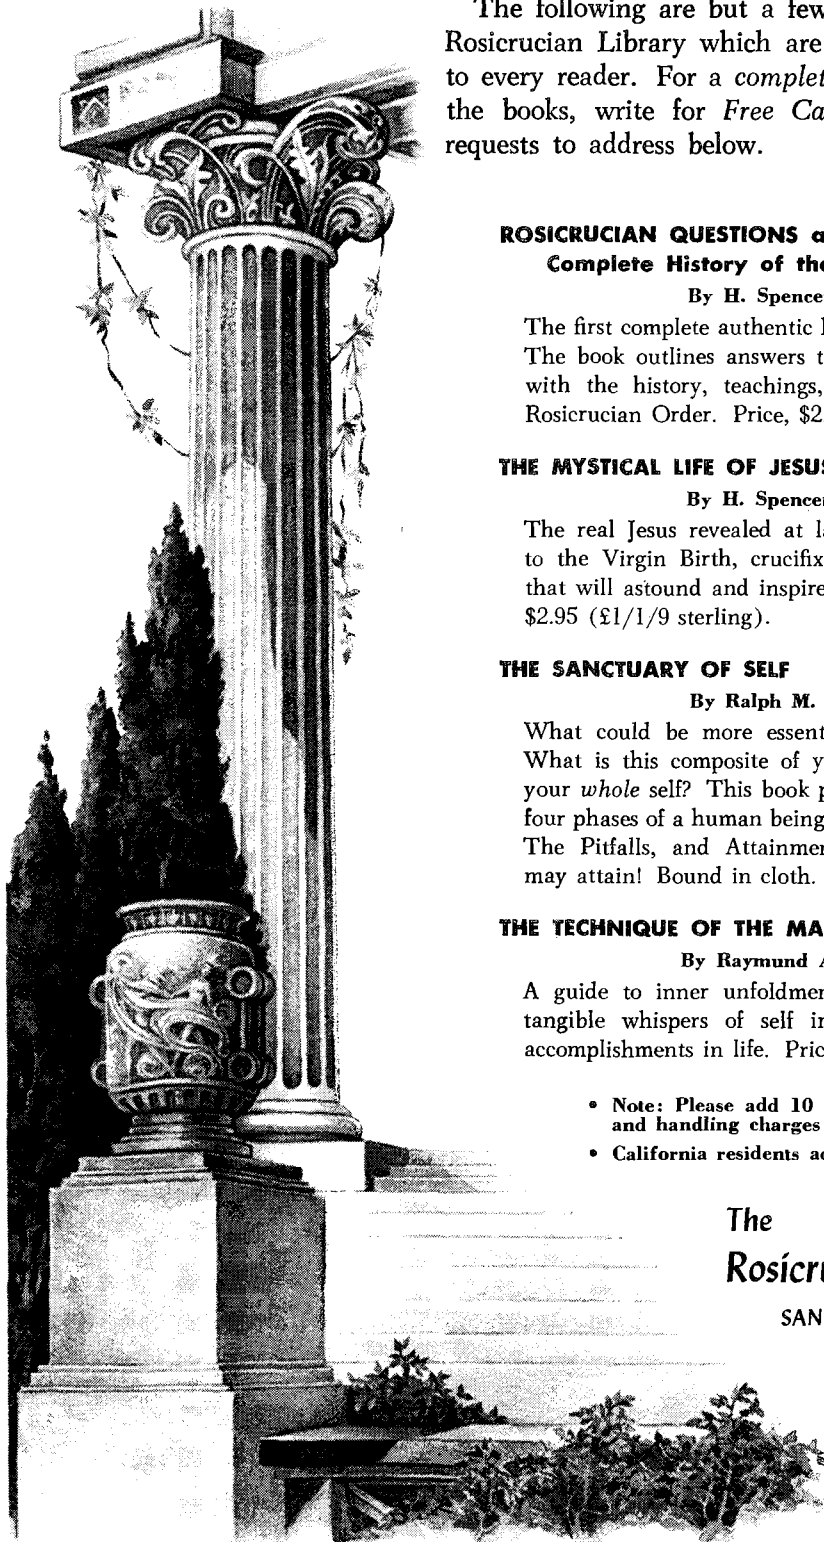 The following are but a few
Rosicrucian Library which are
to every reader. For a complet
the books, write for Free Ca
requests to address below.
ROSICRUCIAN QUESTIONS a
Complete History of the
By H. Spence
The first complete authentic
The book outlines answers t
with the history, teachings,
Rosicrucian Order. Price, $2.
THE MYSTICAL LIFE OF JESUS
By H. Spencer
The real Jesus revealed at la
to the Virgin Birth, crucifix
that will astound and inspire
$2.95 (£1/1/9 sterling).
THE SANCTUARY OF SELF
By Ralph M.
What could be more essent
What is this composite of y
your whole self? This book p
four phases of a human being
The Pitfalls, and Attainmen
may attain! Bound in cloth.
THE TECHNIQUE OF THE MA
By Raymund A
A guide to inner unfoldmen
tangible whispers of self in
accomplishments in life. Pric
• Note: Please add 10
and handling charges
• California residents ad
The
Rosicru
SAN